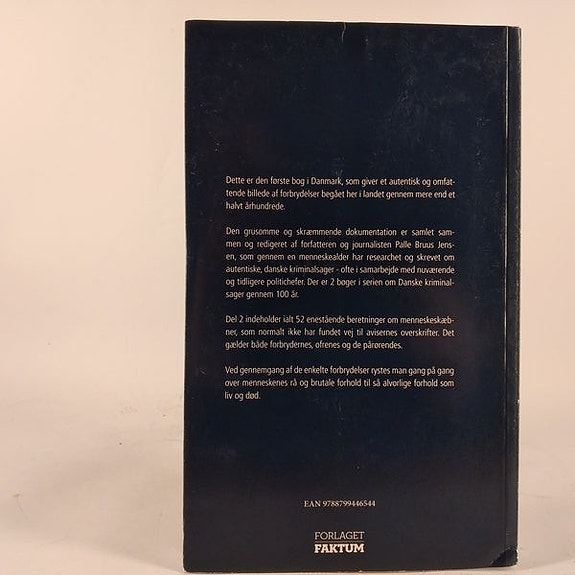 Dette er den første bog i Danmark, som giver et autentisk og omfat-
tende billede af forbrydelser begået her i landet gennem mere end et
halvt århundrede.
Den grusomme og skræmmende dokumentation er samlet sam-
men og redigeret af forfatteren og journalisten Palle Bruus Jens-
en, som gennem en menneskealder har researchet og skrevet om
autentiske, danske kriminalsager - ofte i samarbejde med nuværende
og tidligere politichefer. Der er 2 bøger i serien om Danske kriminal-
sager gennem 100 år.
Del 2 indeholder ialt 52 enestående beretninger om menneskeskæb-
ner, som normalt ikke har fundet vej til avisernes overskrifter. Det
gælder både forbrydernes, ofrenes og de pårørendes.
Ved gennemgang af de enkelte forbrydelser rystes man gang på gang
over menneskenes rå og brutale forhold til så alvorlige forhold som
liv og død.
EAN 9788799446544
FORLAGET
FAKTUM